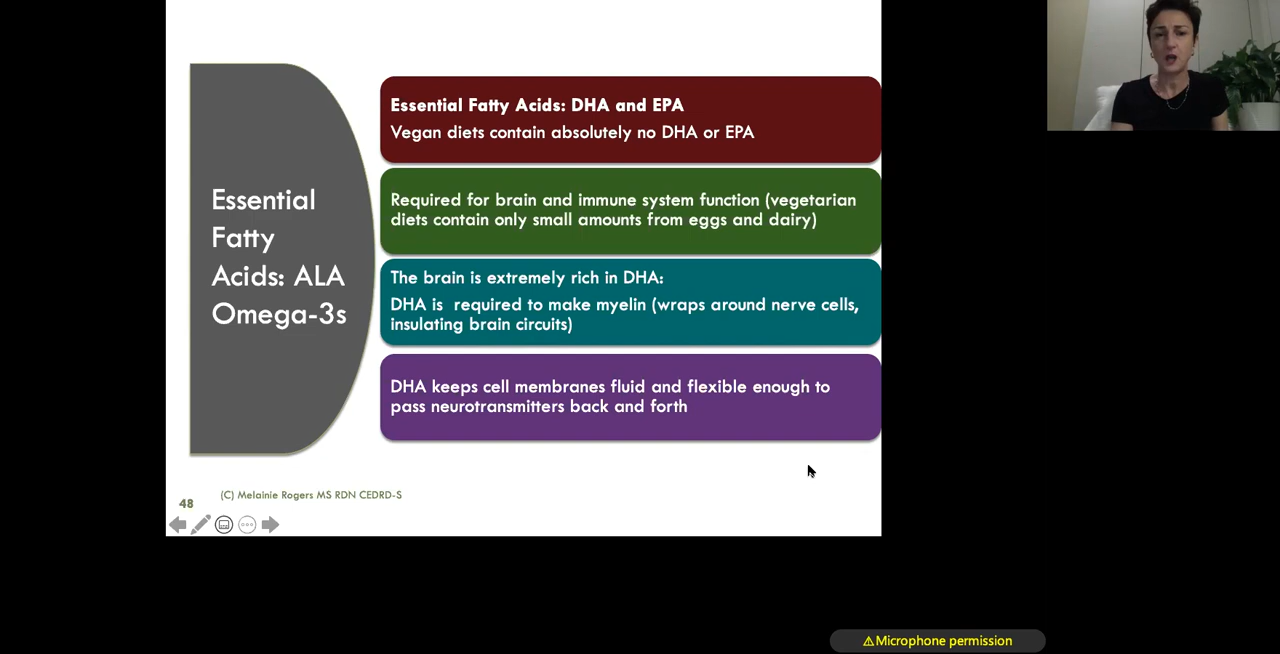 Essential
Fatty
Acids: ALA
Omega-3s
Essential Fatty Acids: DHA and EPA
Vegan diets contain absolutely no DHA or EPA
Required for brain and immune system function (vegetarian
diets contain only small amounts from eggs and dairy)
The brain is extremely rich in DHA:
DHA is  required to make myelin (wraps around nerve cells,
insulating brain circuits)
DHA keeps cell membranes fluid and flexible enough to
pass neurotransmitters back and forth
48
(C) Melainie Rogers MS RDN CEDRD-S
⚠Microphone permission